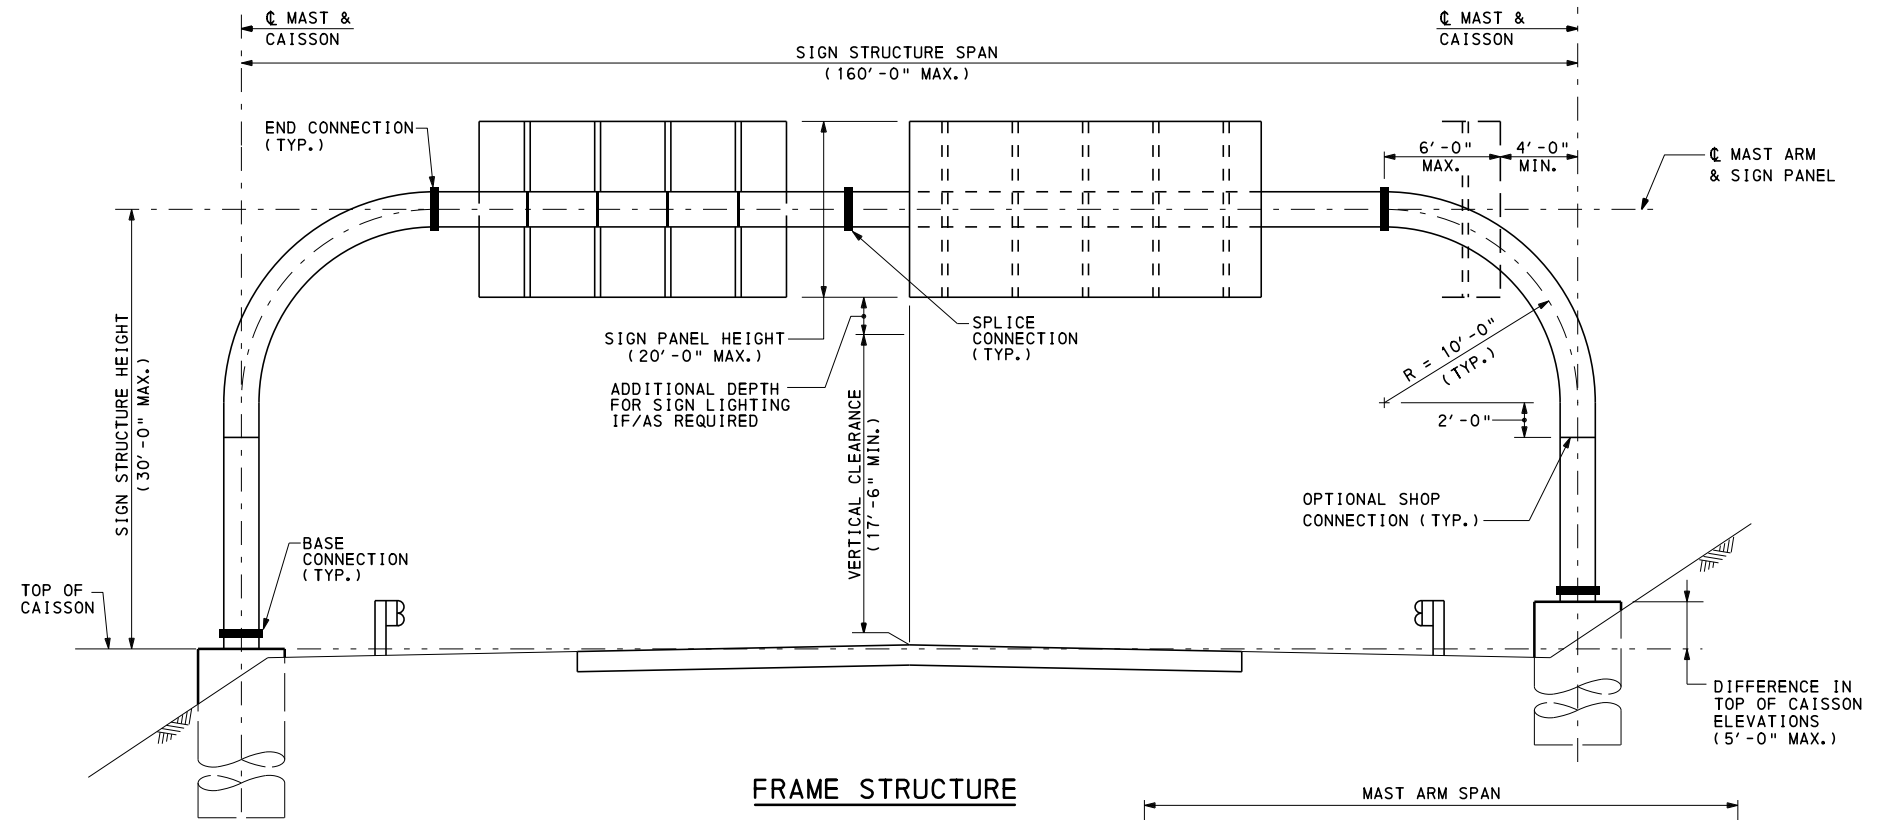 ℄ MAST &
CAISSON
℄ MAST &
CAISSON
SIGN STRUCTURE SPAN
(160'-0" MAX.)
END CONNECTION
(TYP.)
6'-0"
MAX.
4'-0"
MIN.
℄ MAST ARM
& SIGN PANEL
SIGN STRUCTURE HEIGHT
(30'-0" MAX.)
SIGN PANEL HEIGHT
(20'-0" MAX.)
SPLICE
CONNECTION
(TYP.)
ADDITIONAL DEPTH
FOR SIGN LIGHTING
IF/AS REQUIRED
VERTICAL CLEARANCE
(17'-6" MIN.)
R = 10'-0"
(TYP.)
2'-0"
OPTIONAL SHOP
CONNECTION (TYP.)
BASE
CONNECTION
(TYP.)
TOP OF
CAISSON
DIFFERENCE IN
TOP OF CAISSON
ELEVATIONS
(5'-0" MAX.)
FRAME STRUCTURE
MAST ARM SPAN